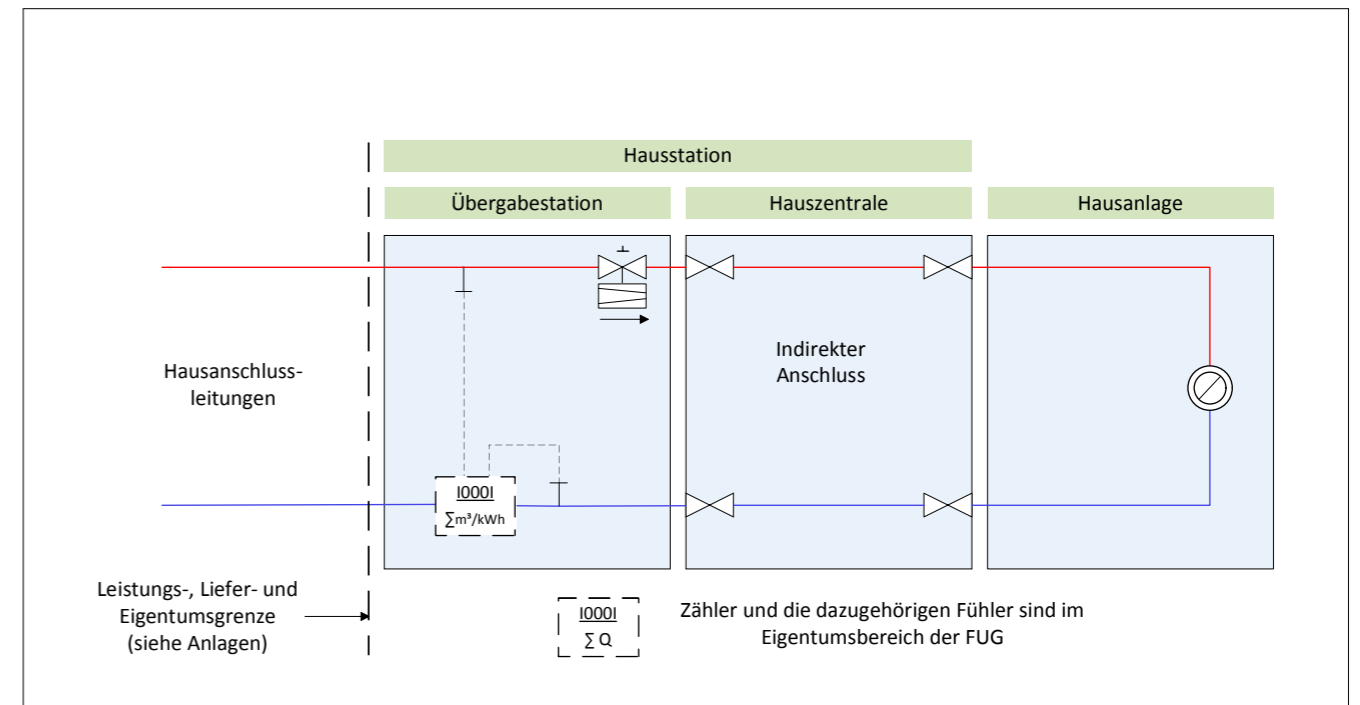 Hausstation
Übergabestation
Hauszentrale
Hausanlage
Indirekter
Anschluss
Hausanschluss-
leitungen
I000I
∑m³/kWh
Leistungs-, Liefer- und
Eigentumsgrenze
(siehe Anlagen)
I000I
∑ Q
Zähler und die dazugehörigen Fühler sind im
Eigentumsbereich der FUG